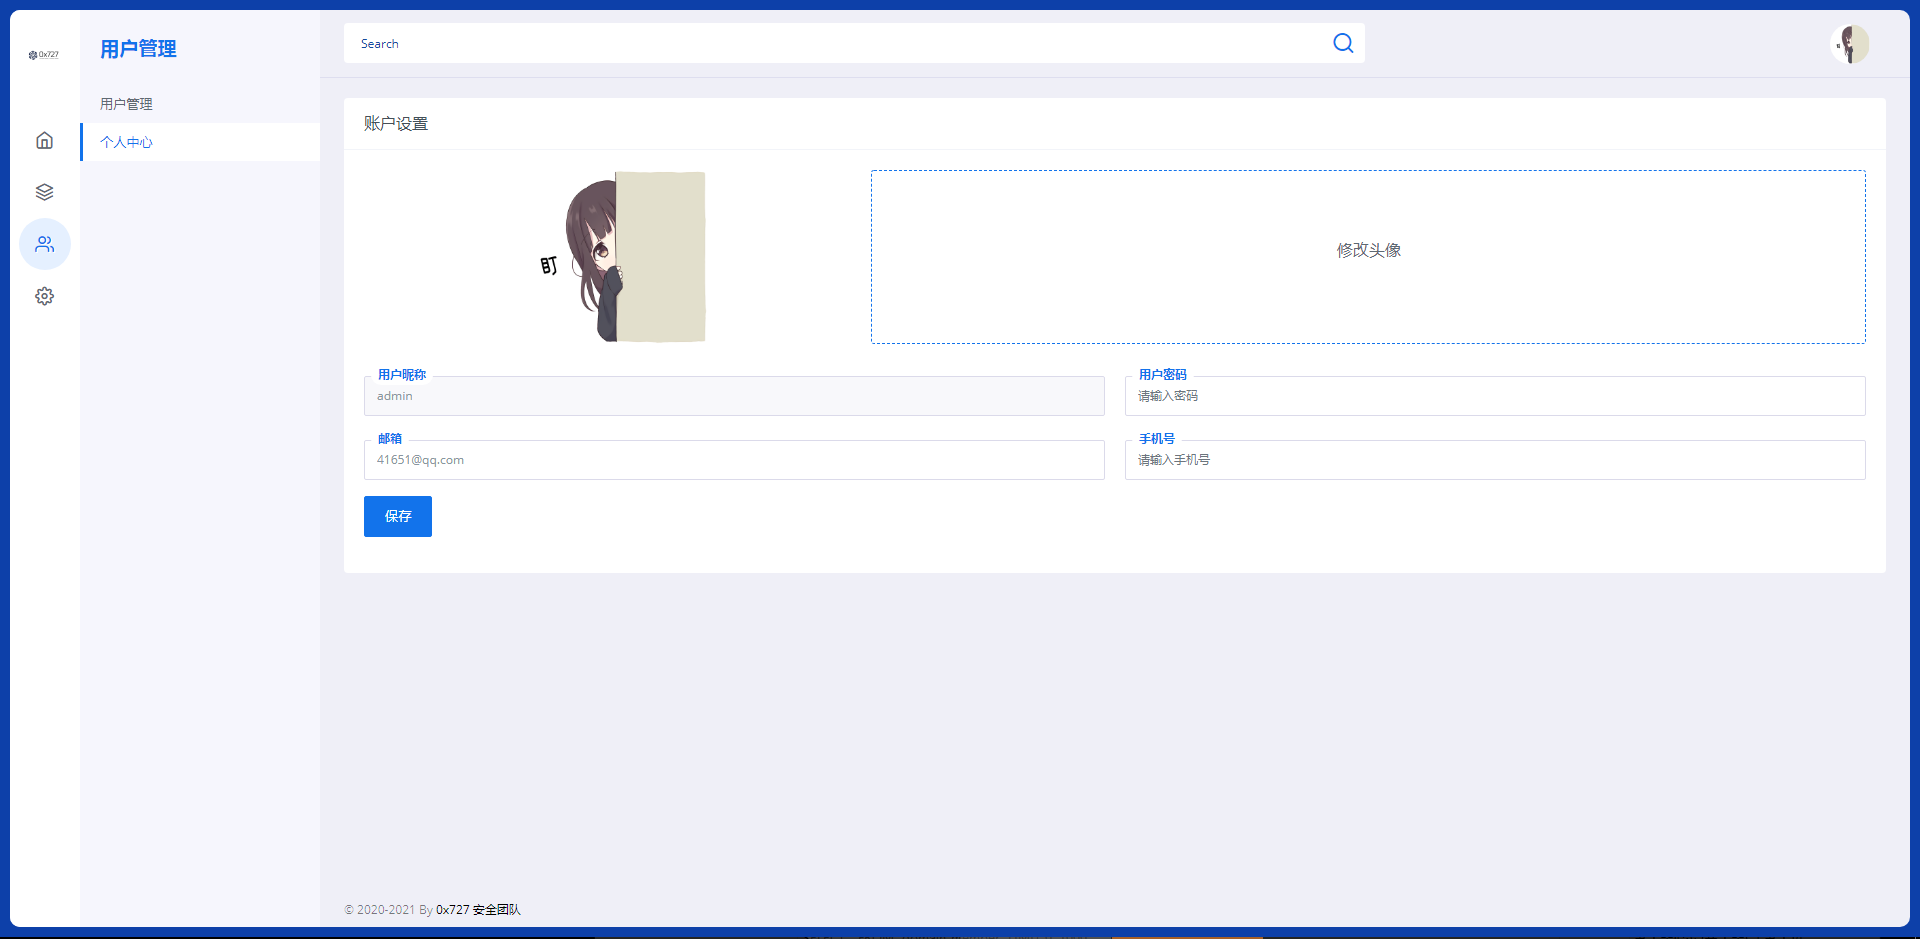 0x727
用户管理
Search
用户管理
个人中心
账户设置
盯
修改头像
用户昵称
admin
用户密码
请输入密码
邮箱
41651@qq.com
手机号
请输入手机号
保存
© 2020-2021 By 0x727 安全团队